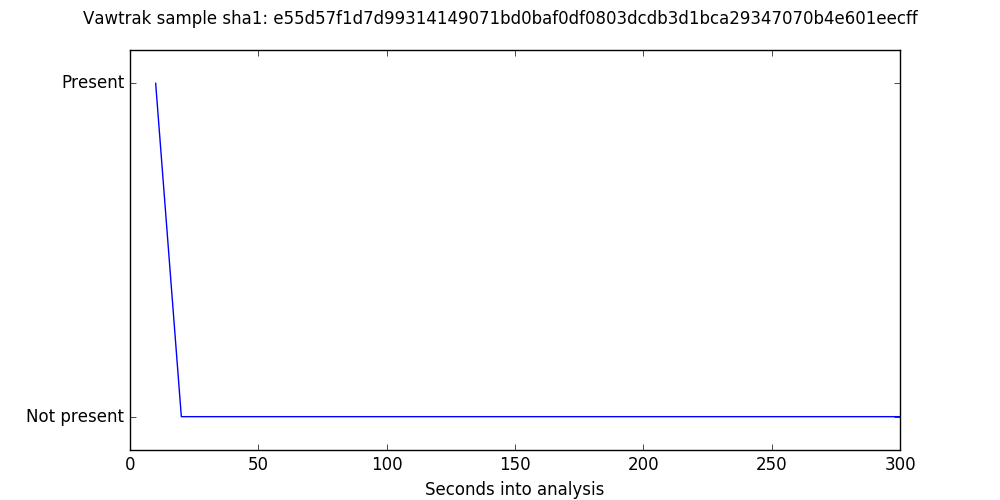 Vawtrak sample sha1: e55d57f1d7d99314149071bd0baf0df0803dcdb3d1bca29347070b4e601eecff
Present
Not present
0 50 100 150 200 250 300
Seconds into analysis